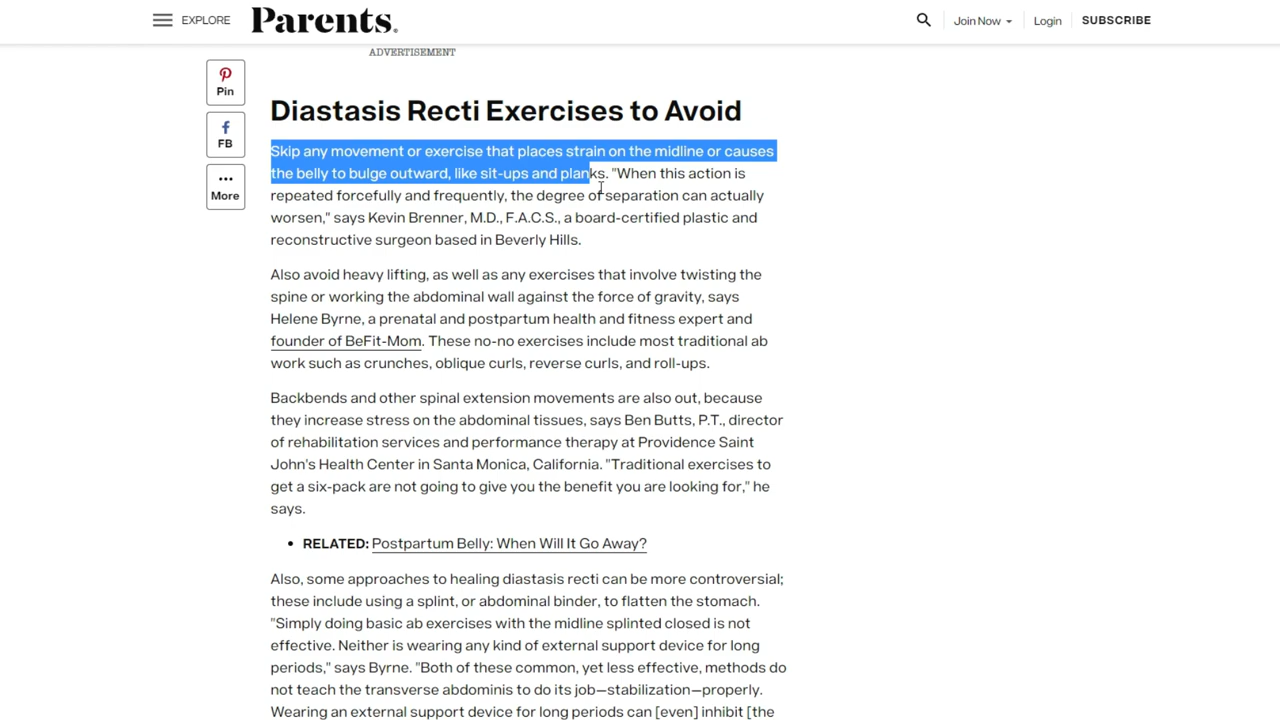 EXPLORE
Parents.
Join Now
Login
SUBSCRIBE
ADVERTISEMENT
Pin
FB
More
Diastasis Recti Exercises to Avoid
Skip any movement or exercise that places strain on the midline or causes
the belly to bulge outward, like sit-ups and planks. "When this action is
repeated forcefully and frequently, the degree of separation can actually
worsen," says Kevin Brenner, M.D., F.A.C.S., a board-certified plastic and
reconstructive surgeon based in Beverly Hills.
Also avoid heavy lifting, as well as any exercises that involve twisting the
spine or working the abdominal wall against the force of gravity, says
Helene Byrne, a prenatal and postpartum health and fitness expert and
founder of BeFit-Mom. These no-no exercises include most traditional ab
work such as crunches, oblique curls, reverse curls, and roll-ups.
Backbends and other spinal extension movements are also out, because
they increase stress on the abdominal tissues, says Ben Butts, P.T., director
of rehabilitation services and performance therapy at Providence Saint
John's Health Center in Santa Monica, California. "Traditional exercises to
get a six-pack are not going to give you the benefit you are looking for," he
says.
• RELATED: Postpartum Belly: When Will It Go Away?
Also, some approaches to healing diastasis recti can be more controversial;
these include using a splint, or abdominal binder, to flatten the stomach.
"Simply doing basic ab exercises with the midline splinted closed is not
effective. Neither is wearing any kind of external support device for long
periods," says Byrne. "Both of these common, yet less effective, methods do
not teach the transverse abdominis to do its job—stabilization—properly.
Wearing an external support device for long periods can [even] inhibit [the